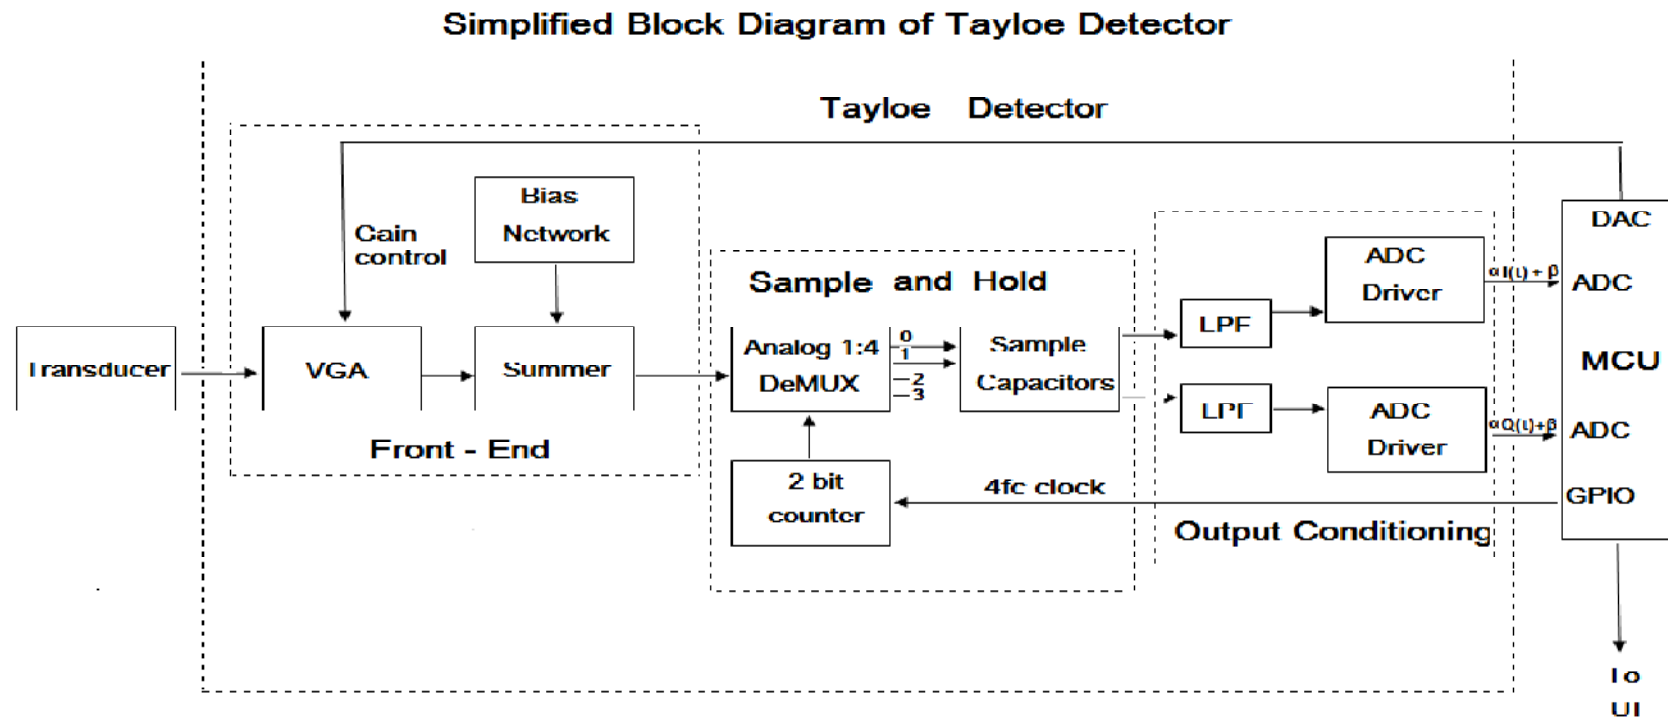 Simplified Block Diagram of Tayloe Detector
Tayloe Detector
Bias
Network
Gain
control
Transducer
VGA
Summer
Front - End
Sample and Hold
Analog 1:4
DeMUX
0
1
2
3
Sample
Capacitors
2 bit
counter
4fc clock
LPF
ADC
Driver
αI(t) + β
LPF
ADC
Driver
αQ(t)+β
Output Conditioning
DAC
ADC
MCU
ADC
GPIO
To
UI